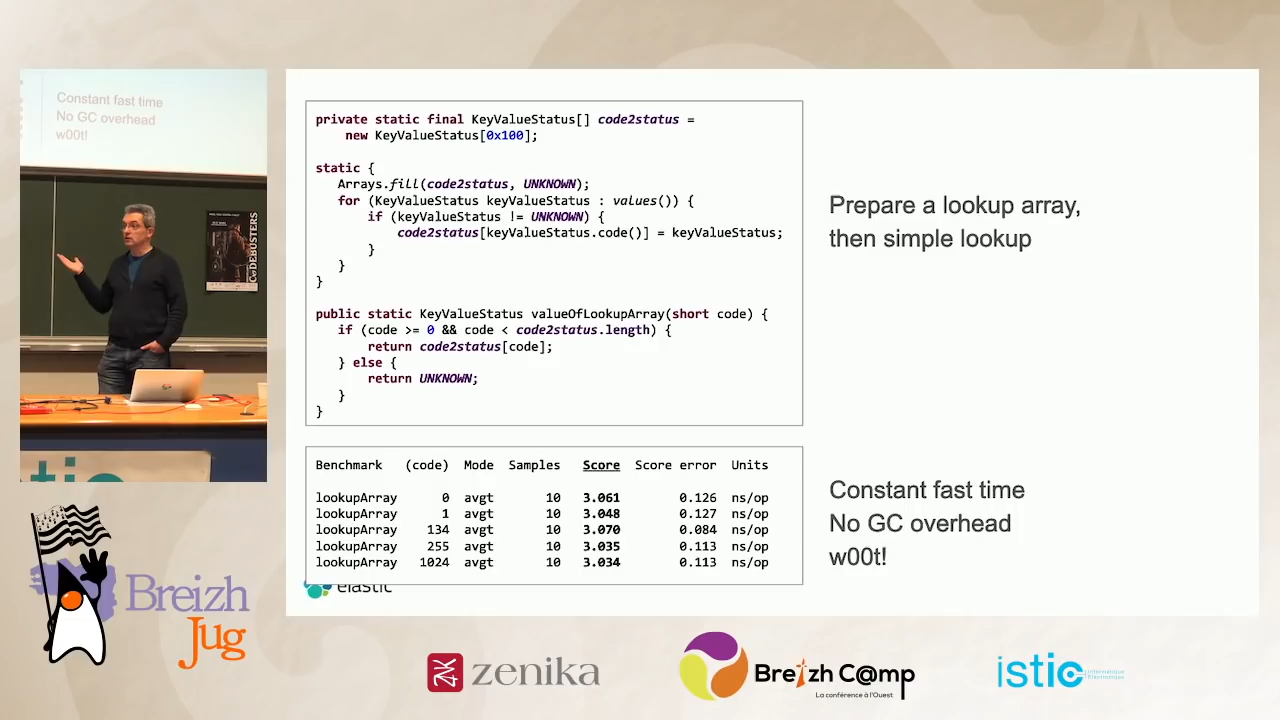 Constant fast time
No GC overhead
w00t!
CODEBUSTERS
private static final KeyValueStatus[] code2status =
new KeyValueStatus[0x100];
static {
Arrays.fill(code2status, UNKNOWN);
for (KeyValueStatus keyValueStatus : values()) {
if (keyValueStatus != UNKNOWN) {
code2status[keyValueStatus.code()] = keyValueStatus;
}
}
}
public static KeyValueStatus valueOfLookupArray(short code) {
if (code >= 0 && code < code2status.length) {
return code2status[code];
} else {
return UNKNOWN;
}
}
Prepare a lookup array,
then simple lookup
Benchmark (code) Mode Samples Score Score error Units
lookupArray 0 avgt 10 3.061 0.126 ns/op
lookupArray 1 avgt 10 3.048 0.127 ns/op
lookupArray 134 avgt 10 3.070 0.084 ns/op
lookupArray 255 avgt 10 3.035 0.113 ns/op
lookupArray 1024 avgt 10 3.034 0.113 ns/op
Constant fast time
No GC overhead
w00t!
elastic
stic
Breizh
Jug
zenika
Breizh C@mp
La conférence à l'Ouest
istic